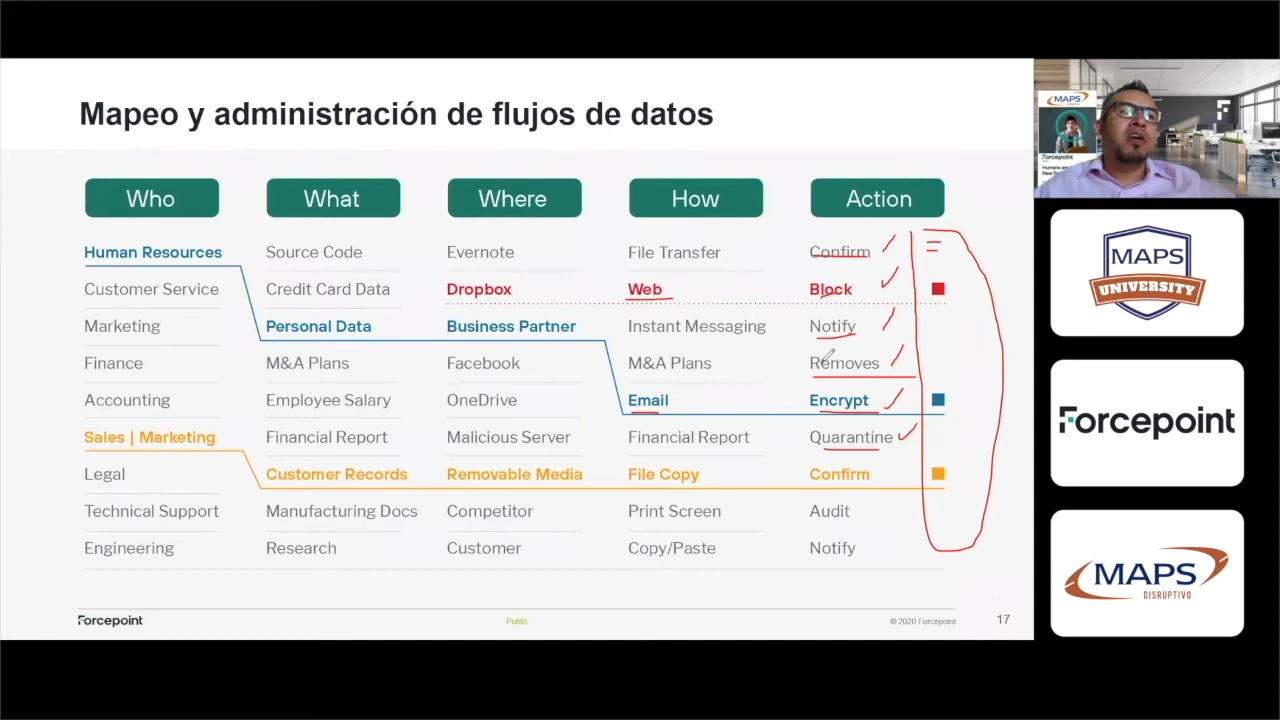 Mapeo y administración de flujos de datos
Who What Where How Action
Human Resources Source Code Evernote File Transfer Confirm
Customer Service Credit Card Data Dropbox Web Block
Marketing Personal Data Business Partner Instant Messaging Notify
Finance M&A Plans Facebook M&A Plans Removes
Accounting Employee Salary OneDrive Email Encrypt
Sales | Marketing Financial Report Malicious Server Financial Report Quarantine
Legal Customer Records Removable Media File Copy Confirm
Technical Support Manufacturing Docs Competitor Print Screen Audit
Engineering Research Customer Copy/Paste Notify
Forcepoint Public © 2020 Forcepoint 17
MAPS
Forcepoint
MAPS
UNIVERSITY
Forcepoint
MAPS
DISRUPTIVO